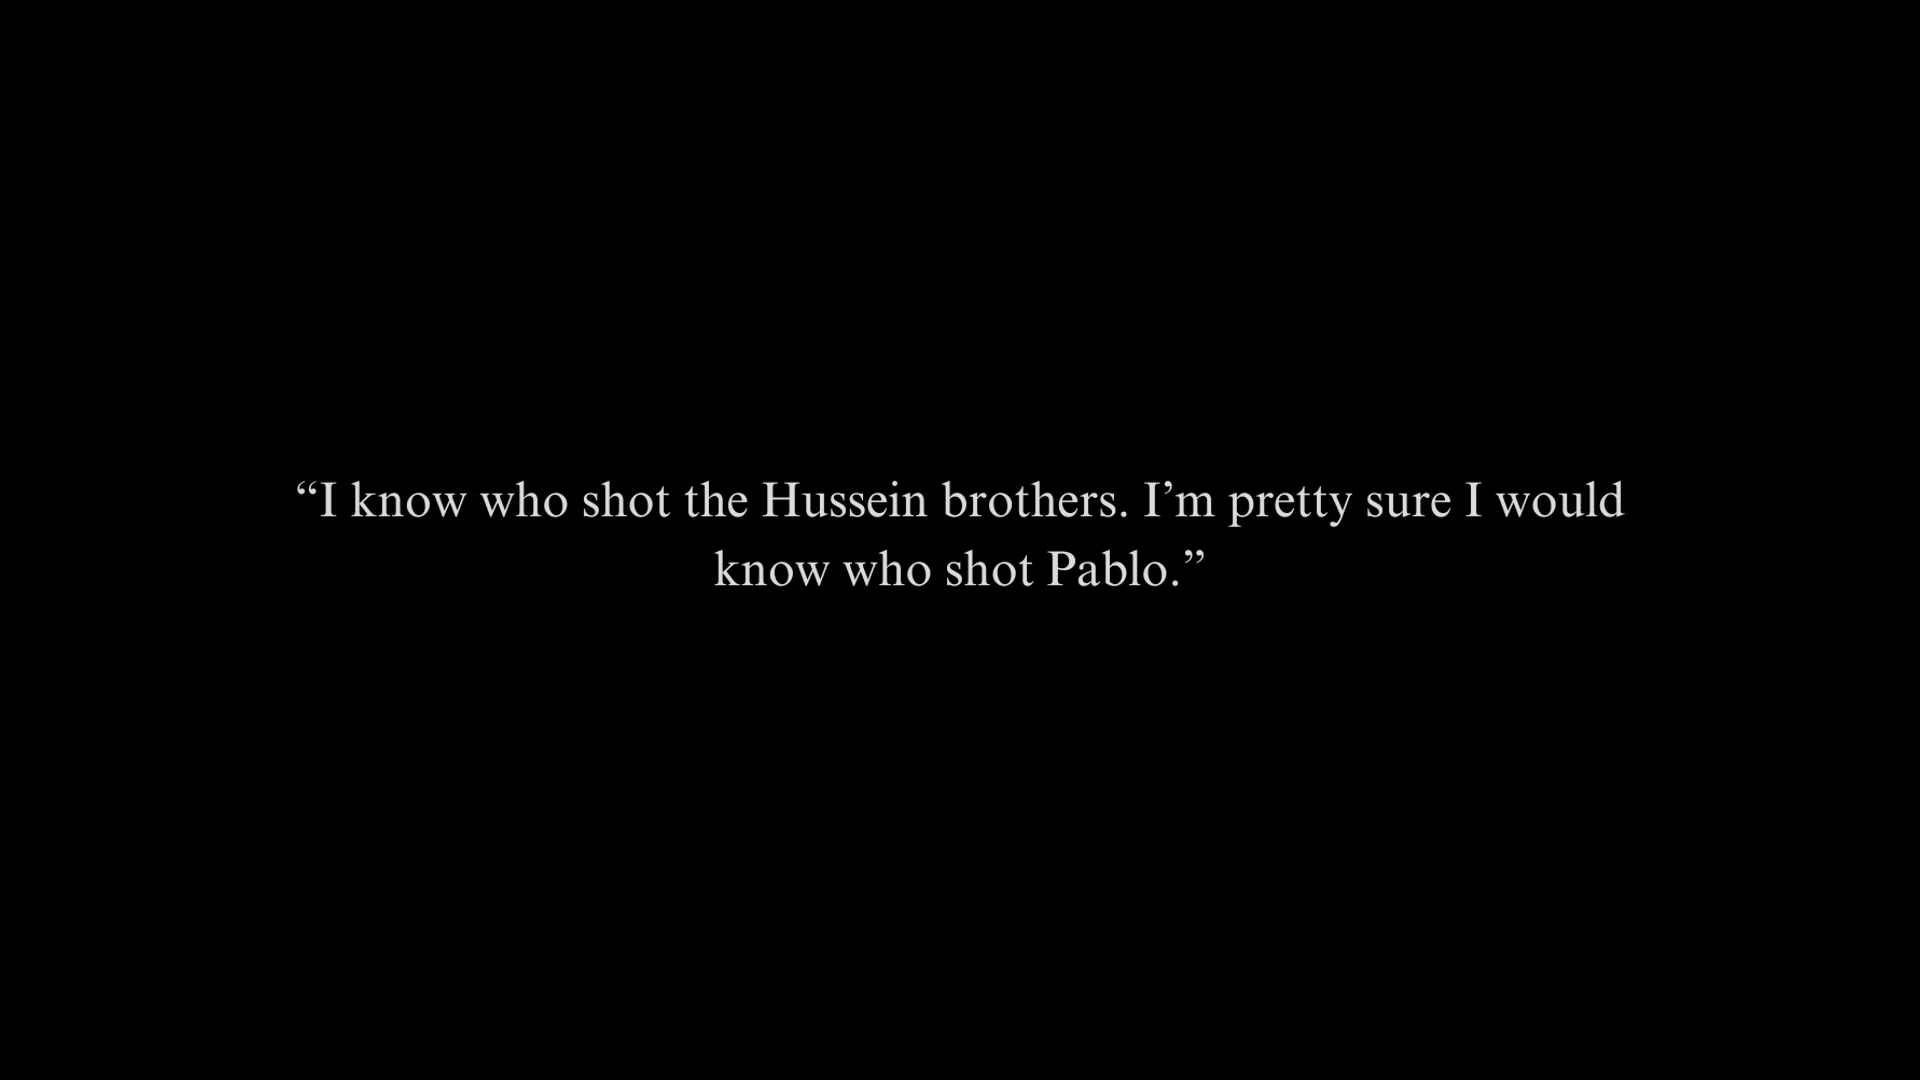 “I know who shot the Hussein brothers. I’m pretty sure I would
know who shot Pablo.”